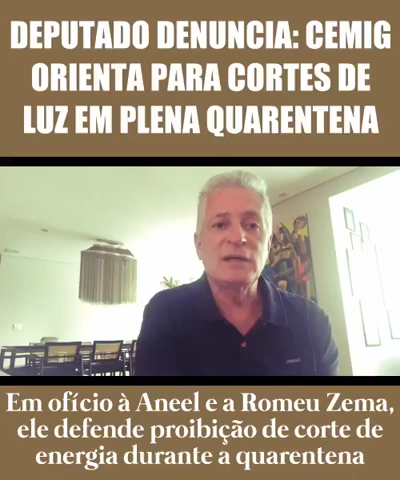 DEPUTADO DENUNCIA: CEMIG
ORIENTA PARA CORTES DE
LUZ EM PLENA QUARENTENA
Em ofício à Aneel e a Romeu Zema,
ele defende proibição de corte de
energia durante a quarentena